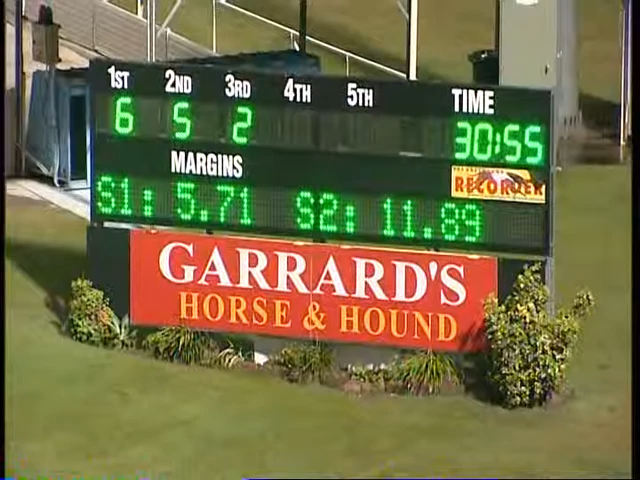 1ST 2ND 3RD 4TH 5TH TIME
6 5 2 30:55
MARGINS
RECORDER
S1: 5.71 S2: 11.89
GARRARD'S
HORSE & HOUND